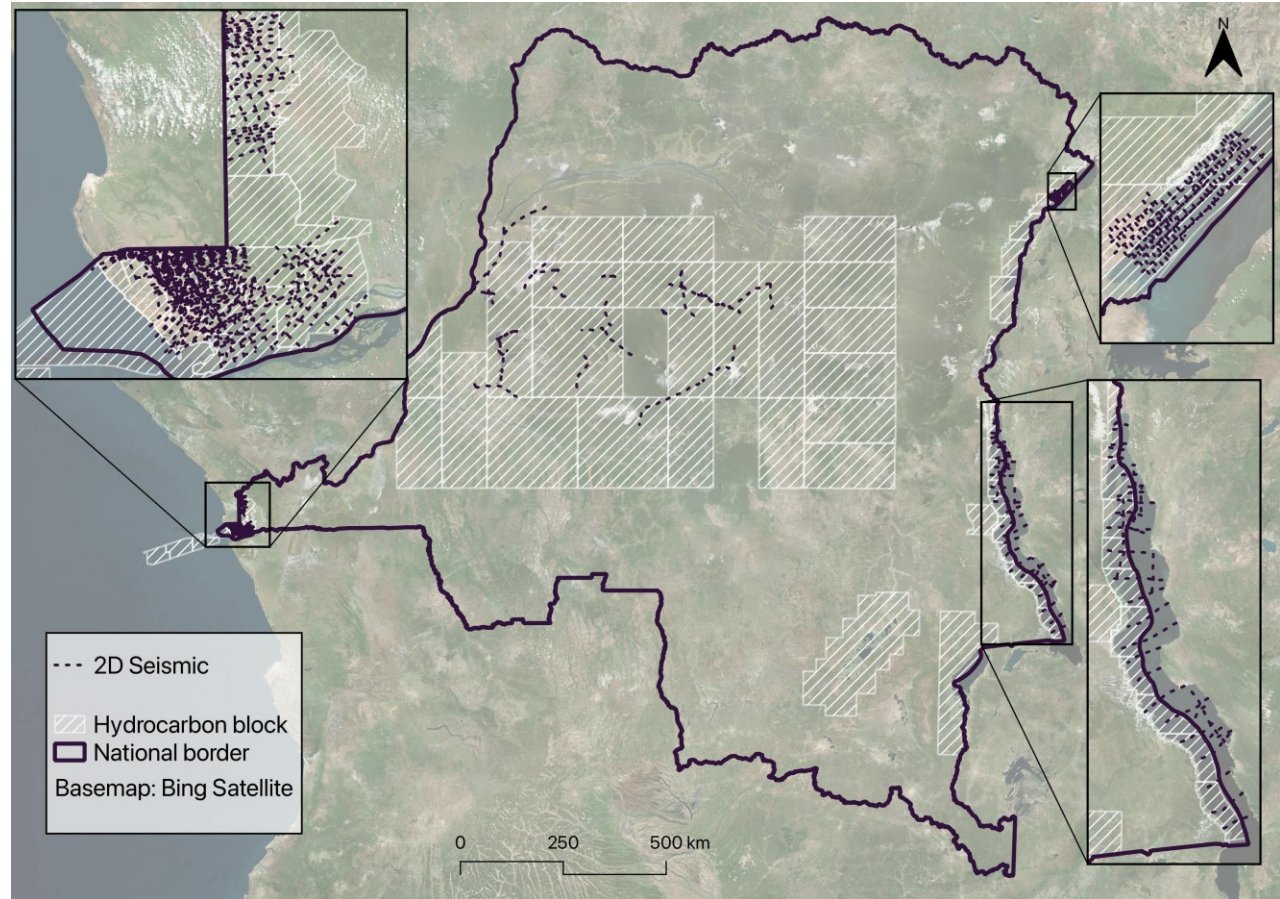 N
2D Seismic
Hydrocarbon block
National border
Basemap: Bing Satellite
0 250 500 km